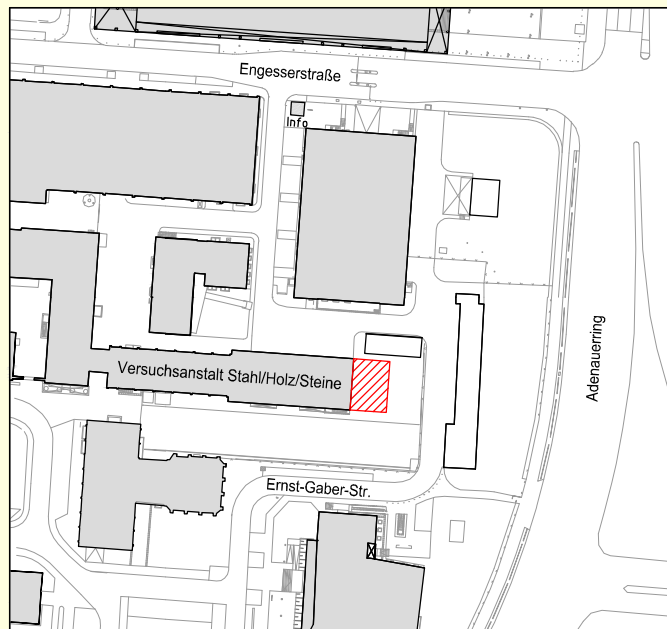 Engesserstraße
Info
Adenauerring
Versuchsanstalt Stahl/Holz/Steine
Ernst-Gaber-Str.